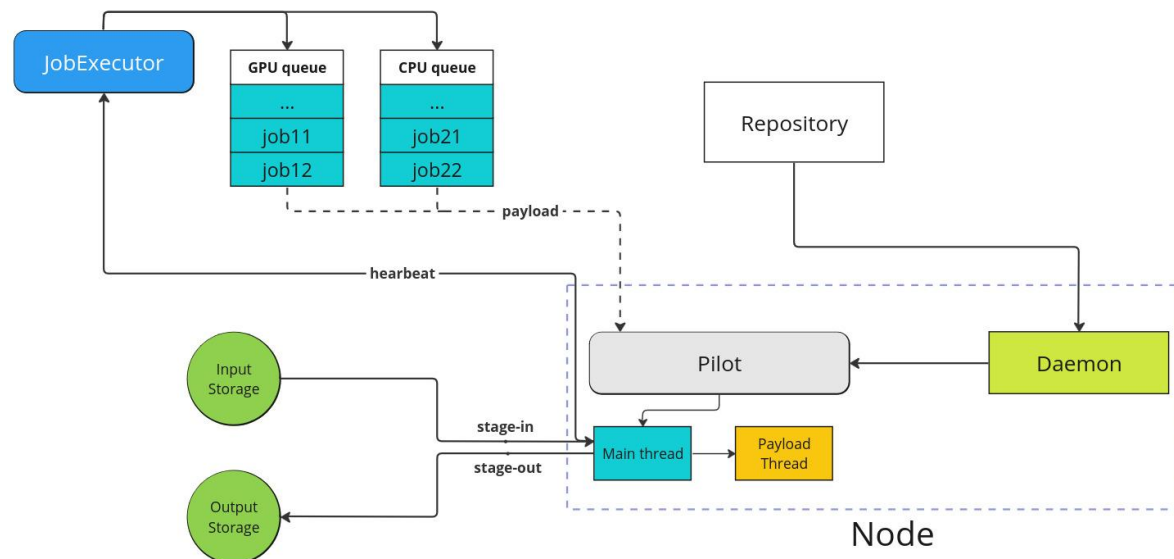 JobExecutor
GPU queue
...
job11
job12
CPU queue
...
job21
job22
Repository
payload
hearbeat
Pilot
Daemon
Input
Storage
stage-in
stage-out
Main thread
Payload
Thread
Output
Storage
Node